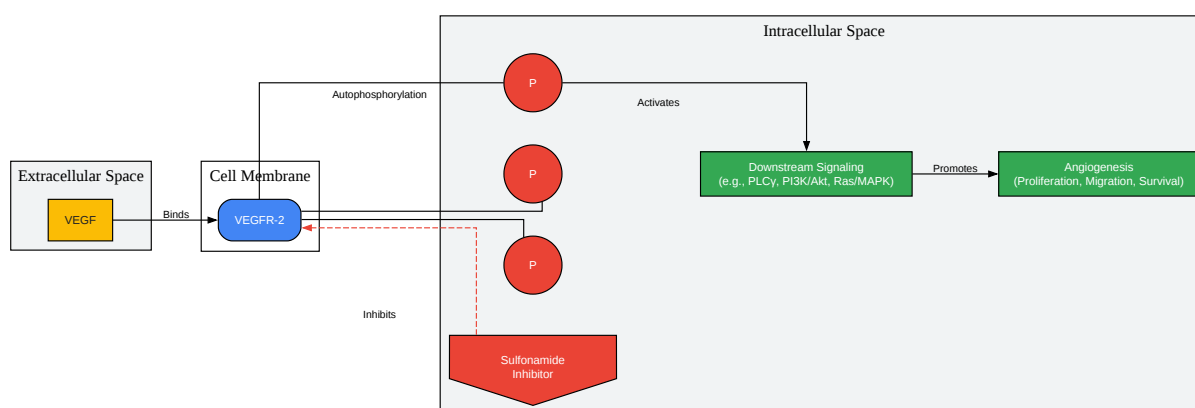 Intracellular Space
P
Autophosphorylation
Activates
Extracellular Space
Cell Membrane
P
Downstream Signaling
(e.g., PLCγ, PI3K/Akt, Ras/MAPK)
Promotes
Angiogenesis
(Proliferation, Migration, Survival)
VEGF
Binds
VEGFR-2
P
Inhibits
Sulfonamide
Inhibitor